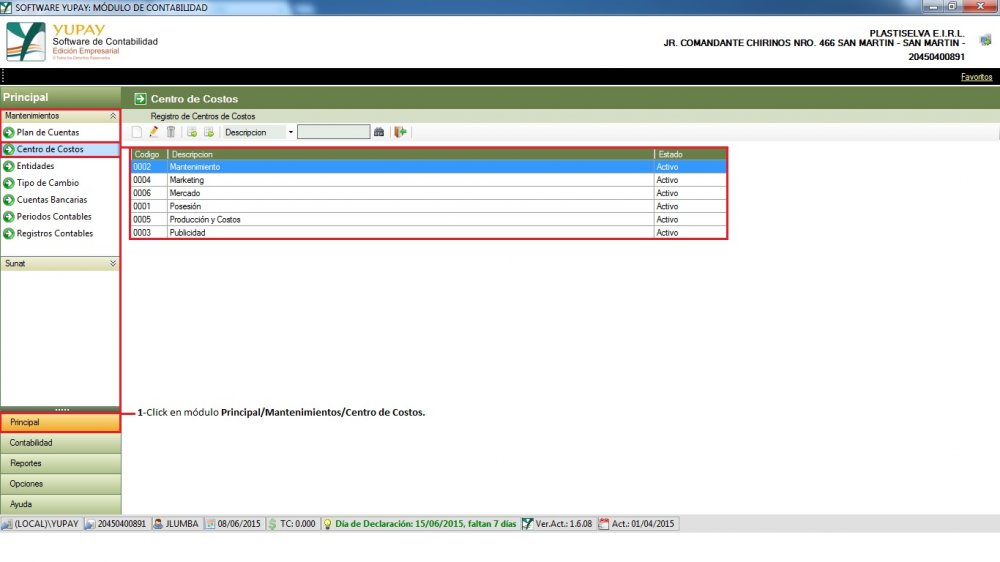 SOFTWARE YUPAY: MÓDULO DE CONTABILIDAD
YUPAY
Software de Contabilidad
Edición Empresarial
© Todos los Derechos Reservados
PLASTISELVA E.I.R.L.
JR. COMANDANTE CHIRINOS NRO. 466 SAN MARTIN - SAN MARTIN -
20450400891
Favoritos
Principal
Mantenimientos
Plan de Cuentas
Centro de Costos
Entidades
Tipo de Cambio
Cuentas Bancarias
Periodos Contables
Registros Contables
Sunat
Centro de Costos
Registro de Centros de Costos
Descripcion
Codigo Descripcion Estado
0002 Mantenimiento Activo
0004 Marketing Activo
0006 Mercado Activo
0001 Posesión Activo
0005 Producción y Costos Activo
0003 Publicidad Activo
1-Click en módulo Principal/Mantenimientos/Centro de Costos.
Principal
Contabilidad
Reportes
Opciones
Ayuda
(LOCAL)\YUPAY 20450400891 JLUMBA 08/06/2015 TC: 0.000 Día de Declaración: 15/06/2015, faltan 7 días Ver.Act.: 1.6.08 Act.: 01/04/2015